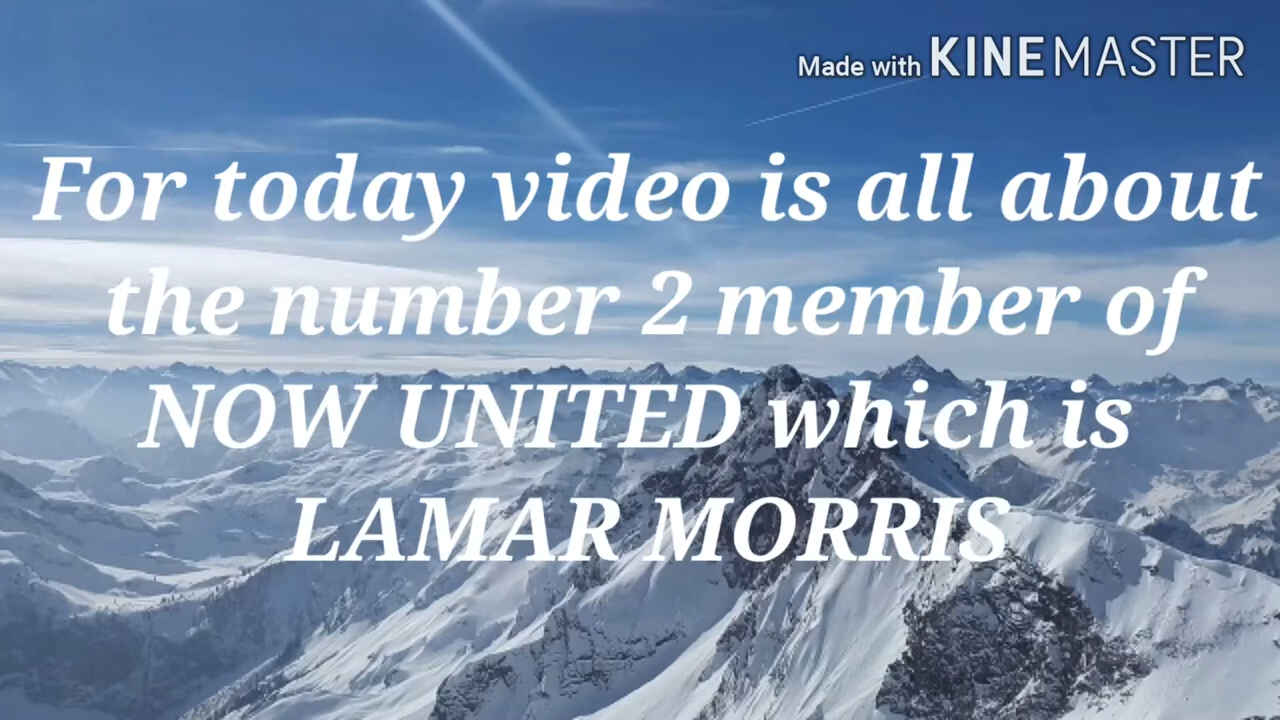 Made with KINEMASTER
For today video is all about
the number 2 member of
NOW UNITED which is
LAMAR MORRIS